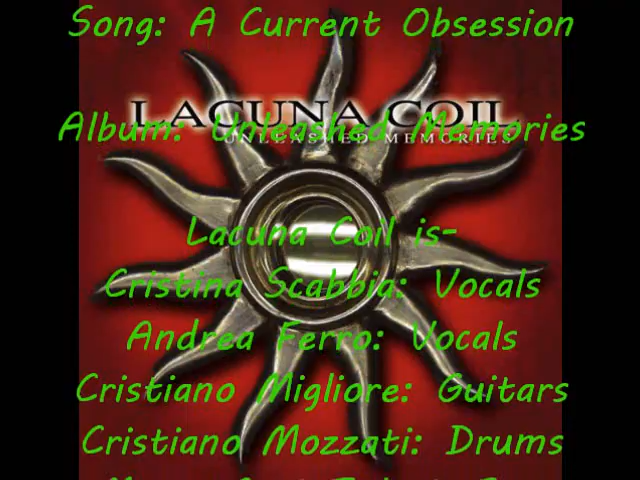 Song: A Current Obsession
LACUNA COIL
Album: Unleashed Memories
UNLEASHED MEMORIES
Lacuna Coil is-
Cristina Scabbia: Vocals
Andrea Ferro: Vocals
Cristiano Migliore: Guitars
Cristiano Mozzati: Drums